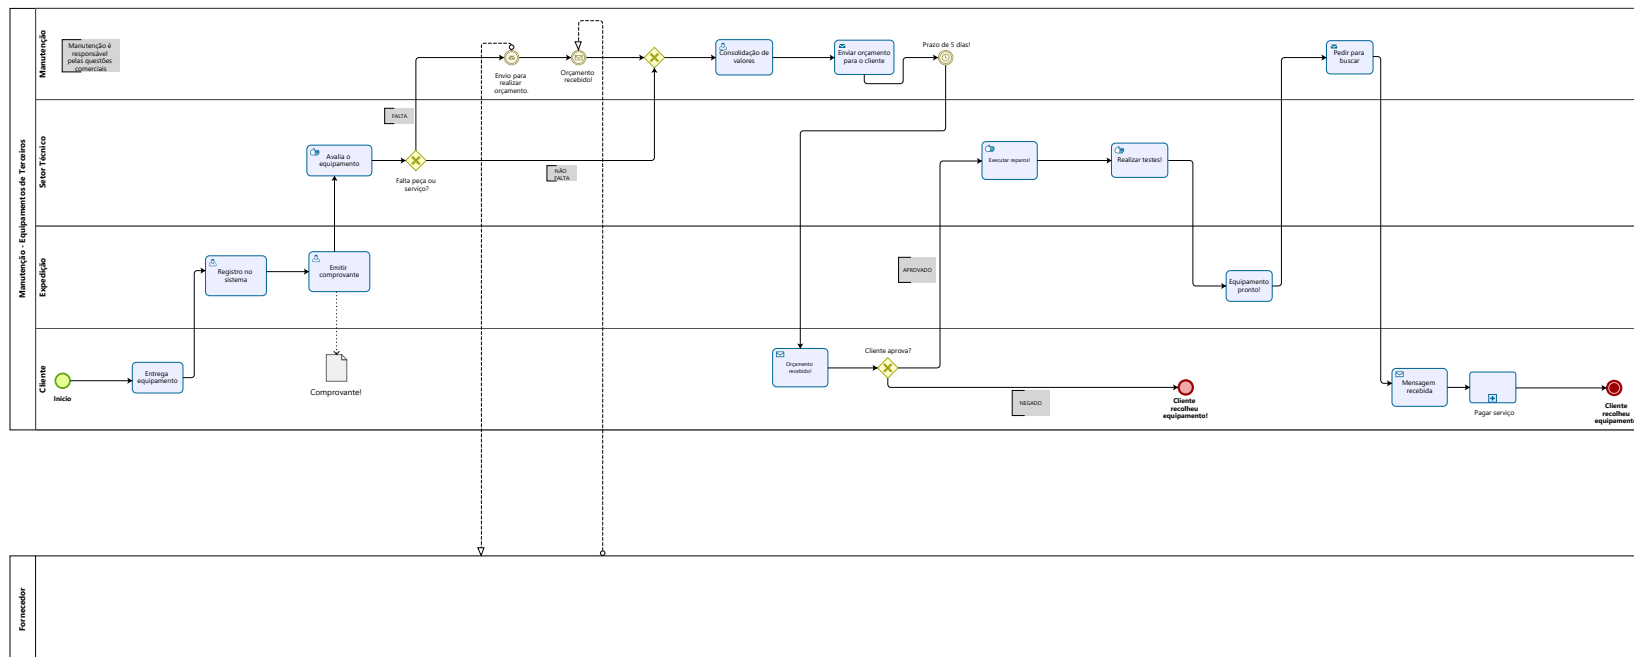 Manutenção - Equipamentos de Terceiros
Manutenção
Manutenção é
responsável
pelas questões
comerciais
Envio para
realizar
orçamento.
Orçamento
recebido!
Consolidação de
valores
Enviar orçamento
para o cliente
Prazo de 5 dias!
Pedir para
buscar
Setor Técnico
Avalia o
equipamento
FALTA
Falta peça ou
serviço?
NÃO
FALTA
Executar reparos!
Realizar testes!
Expedição
Registro no
sistema
Emitir
comprovante
APROVADO
Equipamento
pronto!
Cliente
Início
Entrega
equipamento
Comprovante!
Orçamento
recebido!
Cliente aprova?
NEGADO
Cliente
recolheu
equipamento!
Mensagem
recebida
Pagar serviço
Cliente
recolheu
equipament
Fornecedor